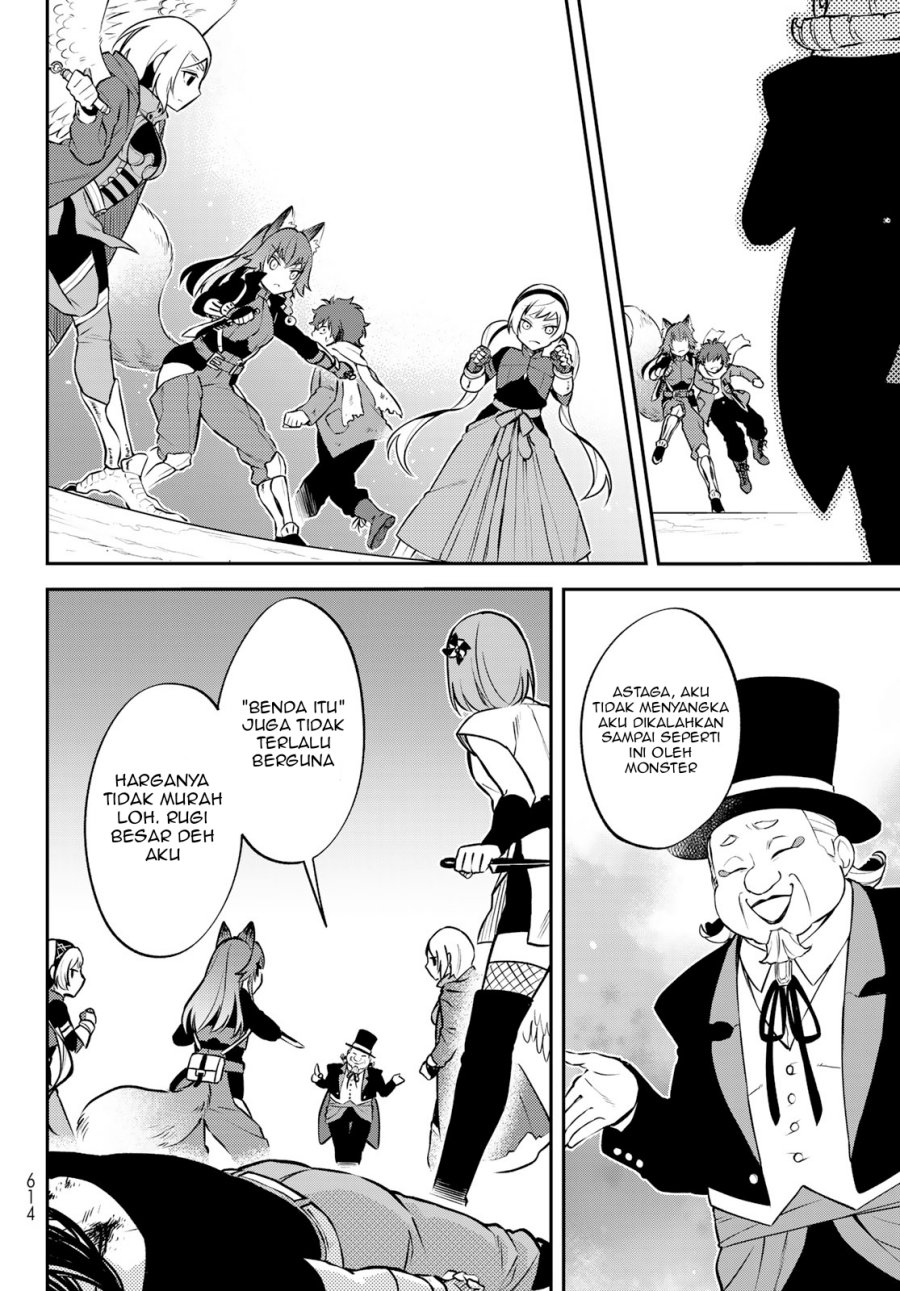 ASTAGA, AKU
TIDAK MENYANGKA
AKU DIKALAHKAN
SAMPAI SEPERTI
INI OLEH
MONSTER
"BENDA ITU"
JUGA TIDAK
TERLALU
BERGUNA
HARGANYA
TIDAK MURAH
LOH. RUGI
BESAR DEH
AKU
614